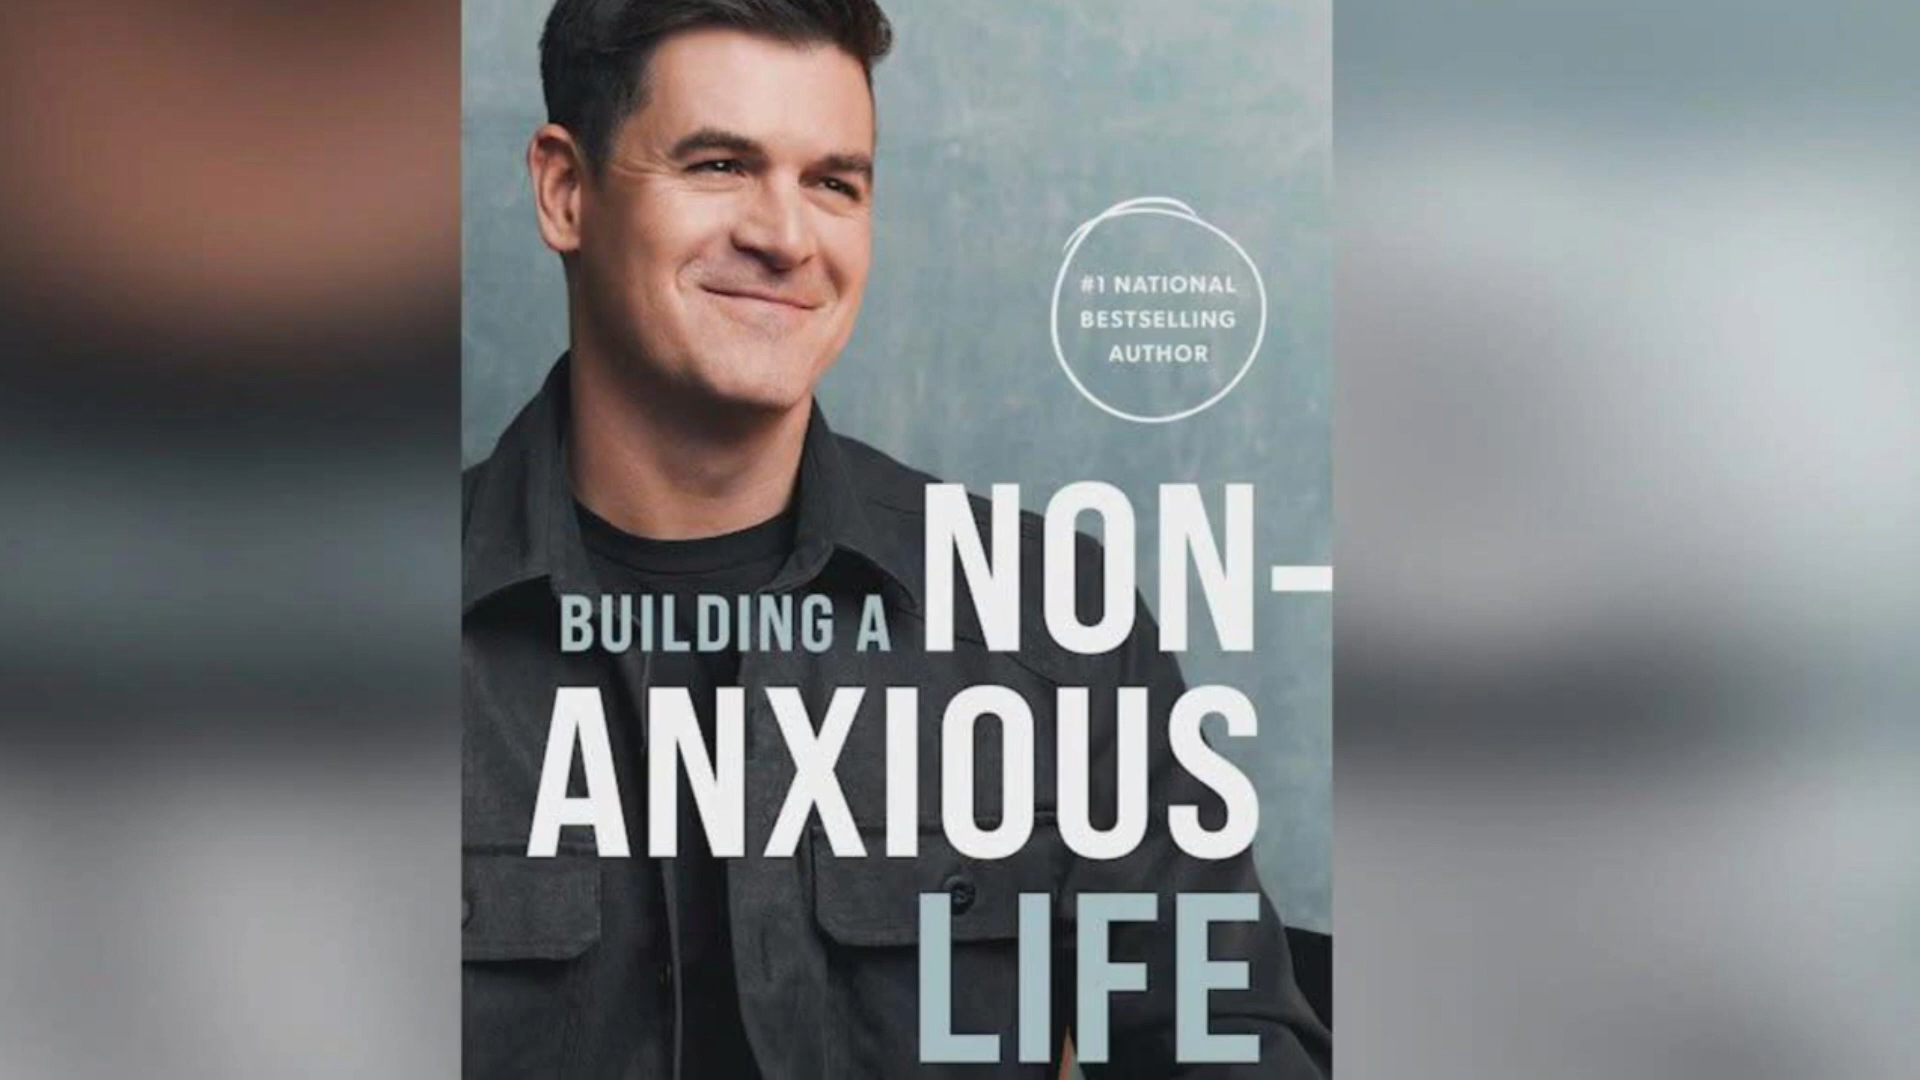 #1 NATIONAL
BESTSELLING
AUTHOR
BUILDING A NON-
ANXIOUS
LIFE